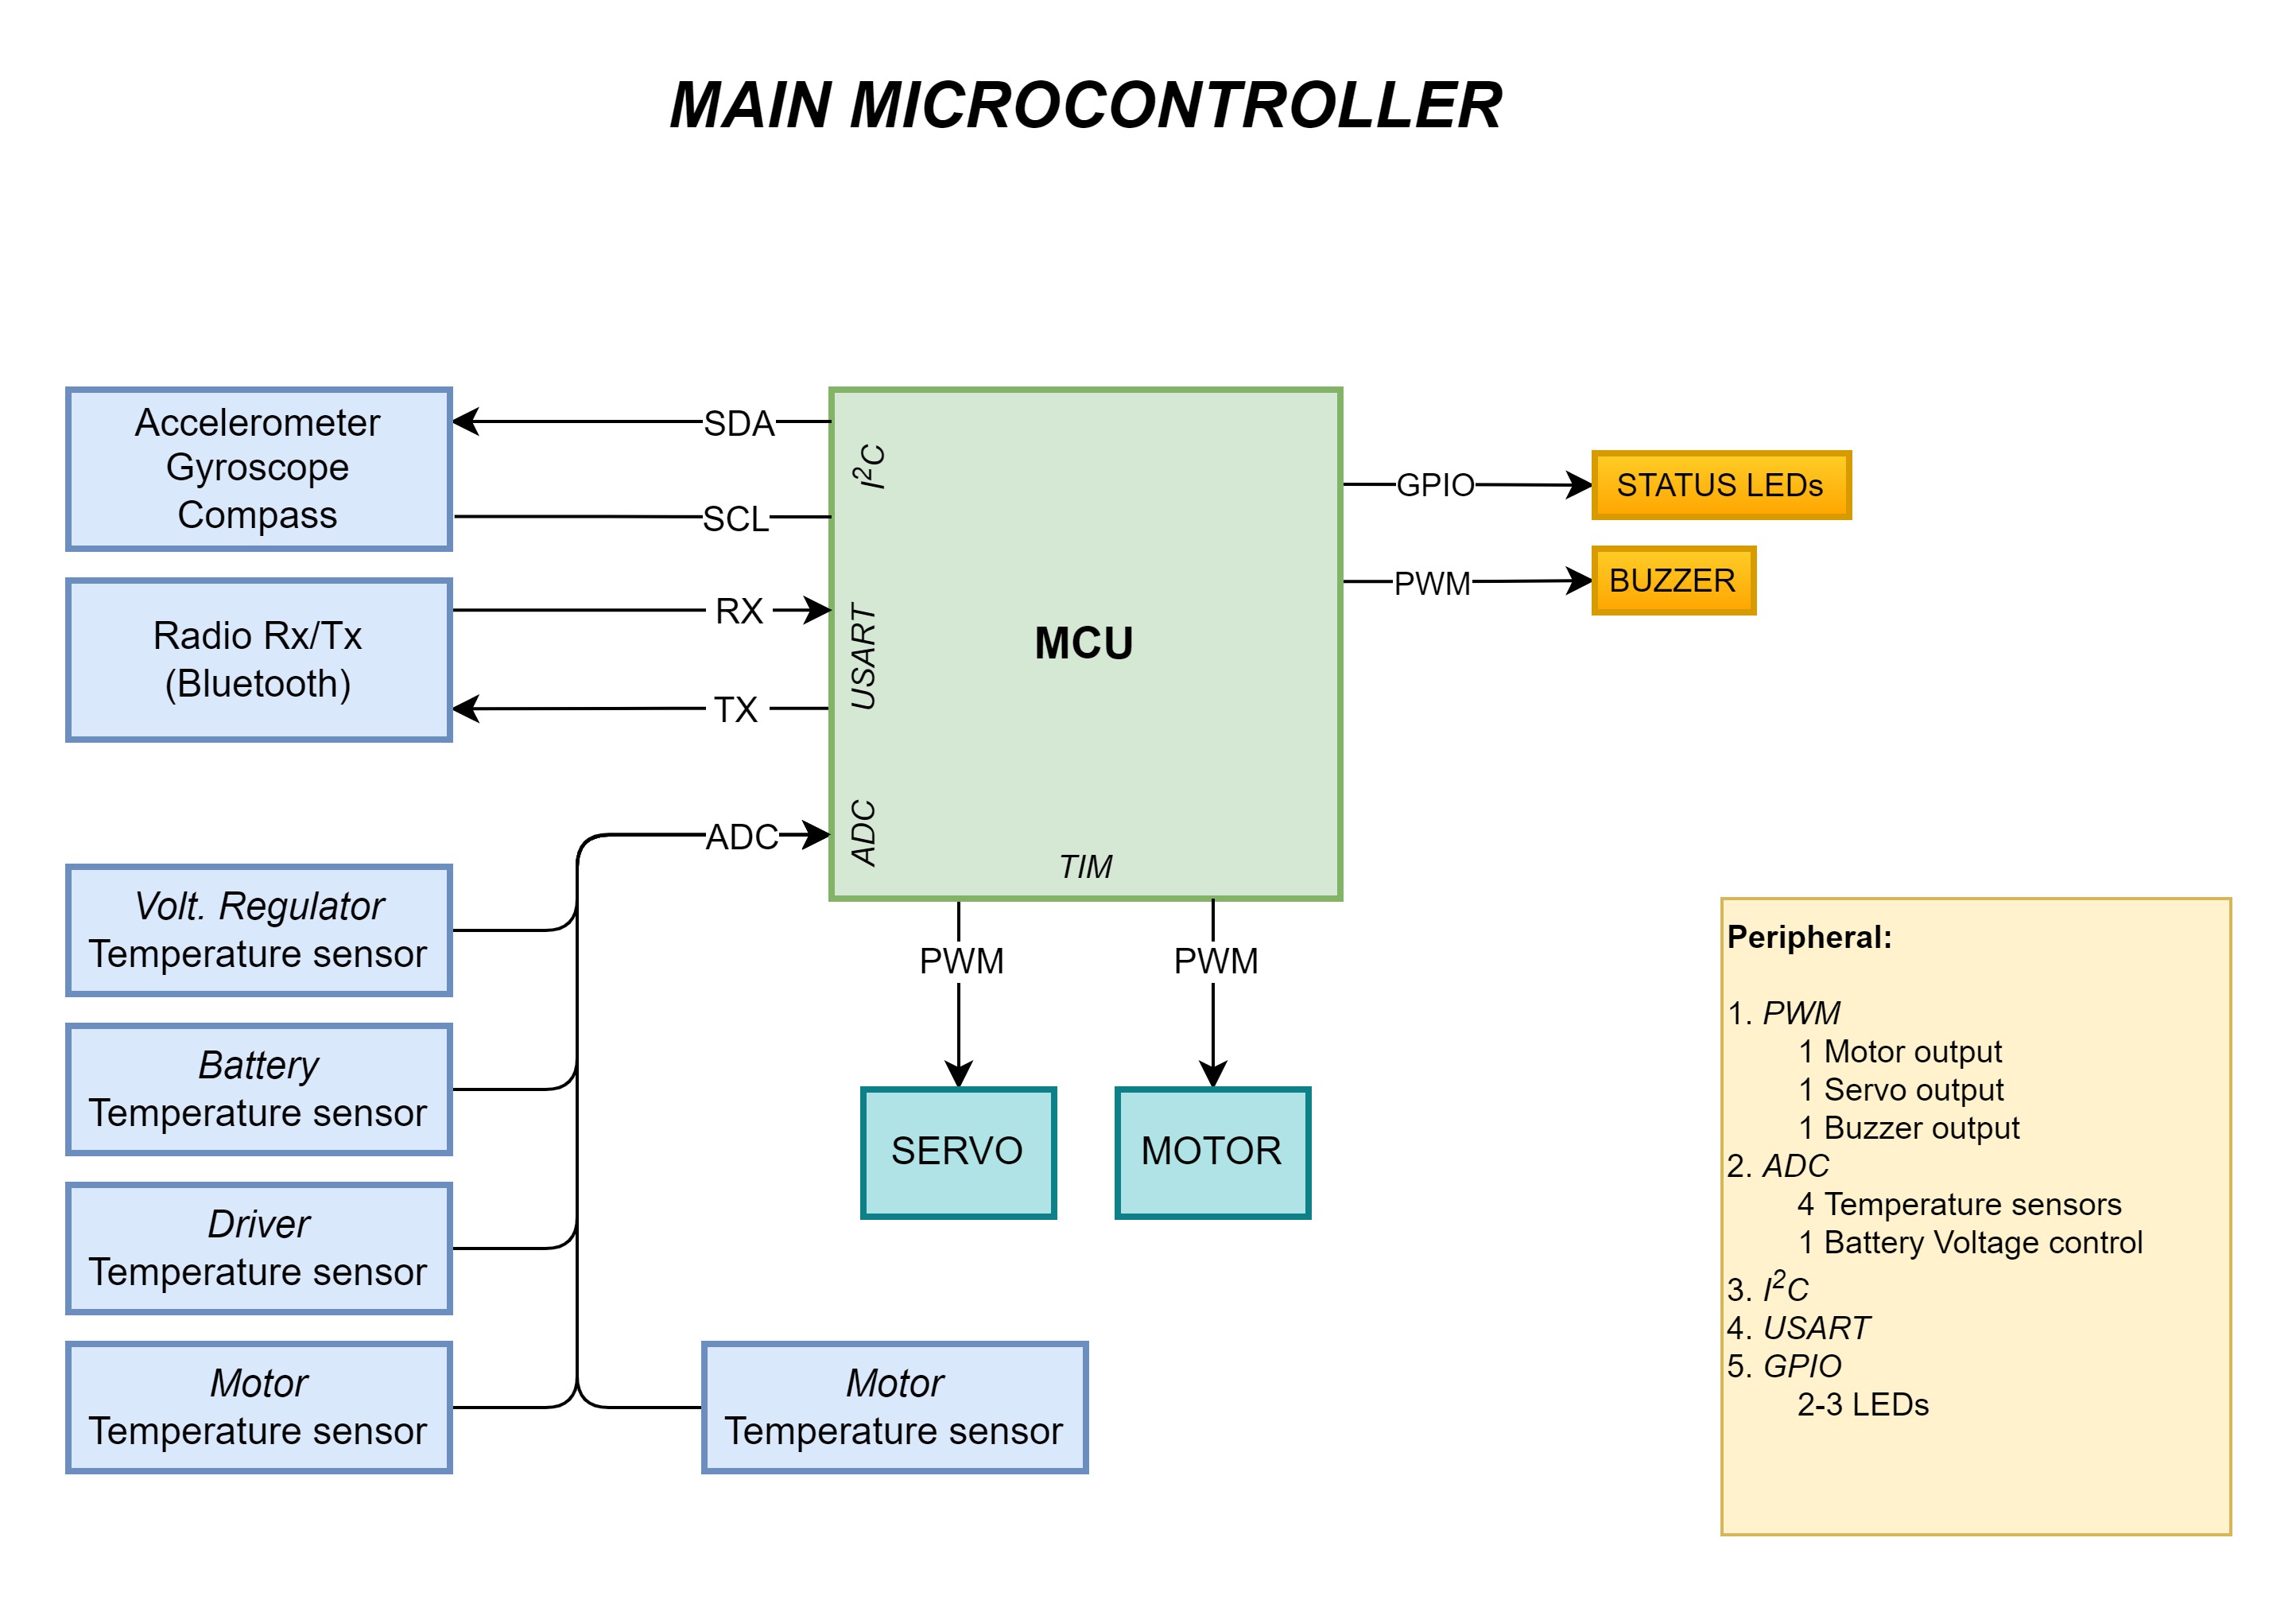 MAIN MICROCONTROLLER
Accelerometer
Gyroscope
Compass
SDA
SCL
I²C
Radio Rx/Tx
(Bluetooth)
RX
TX
USART
MCU
GPIO
STATUS LEDs
PWM
BUZZER
ADC
ADC
TIM
Volt. Regulator
Temperature sensor
Battery
Temperature sensor
Driver
Temperature sensor
Motor
Temperature sensor
Motor
Temperature sensor
PWM
PWM
SERVO
MOTOR
Peripheral:
1. PWM
1 Motor output
1 Servo output
1 Buzzer output
2. ADC
4 Temperature sensors
1 Battery Voltage control
3. I²C
4. USART
5. GPIO
2-3 LEDs